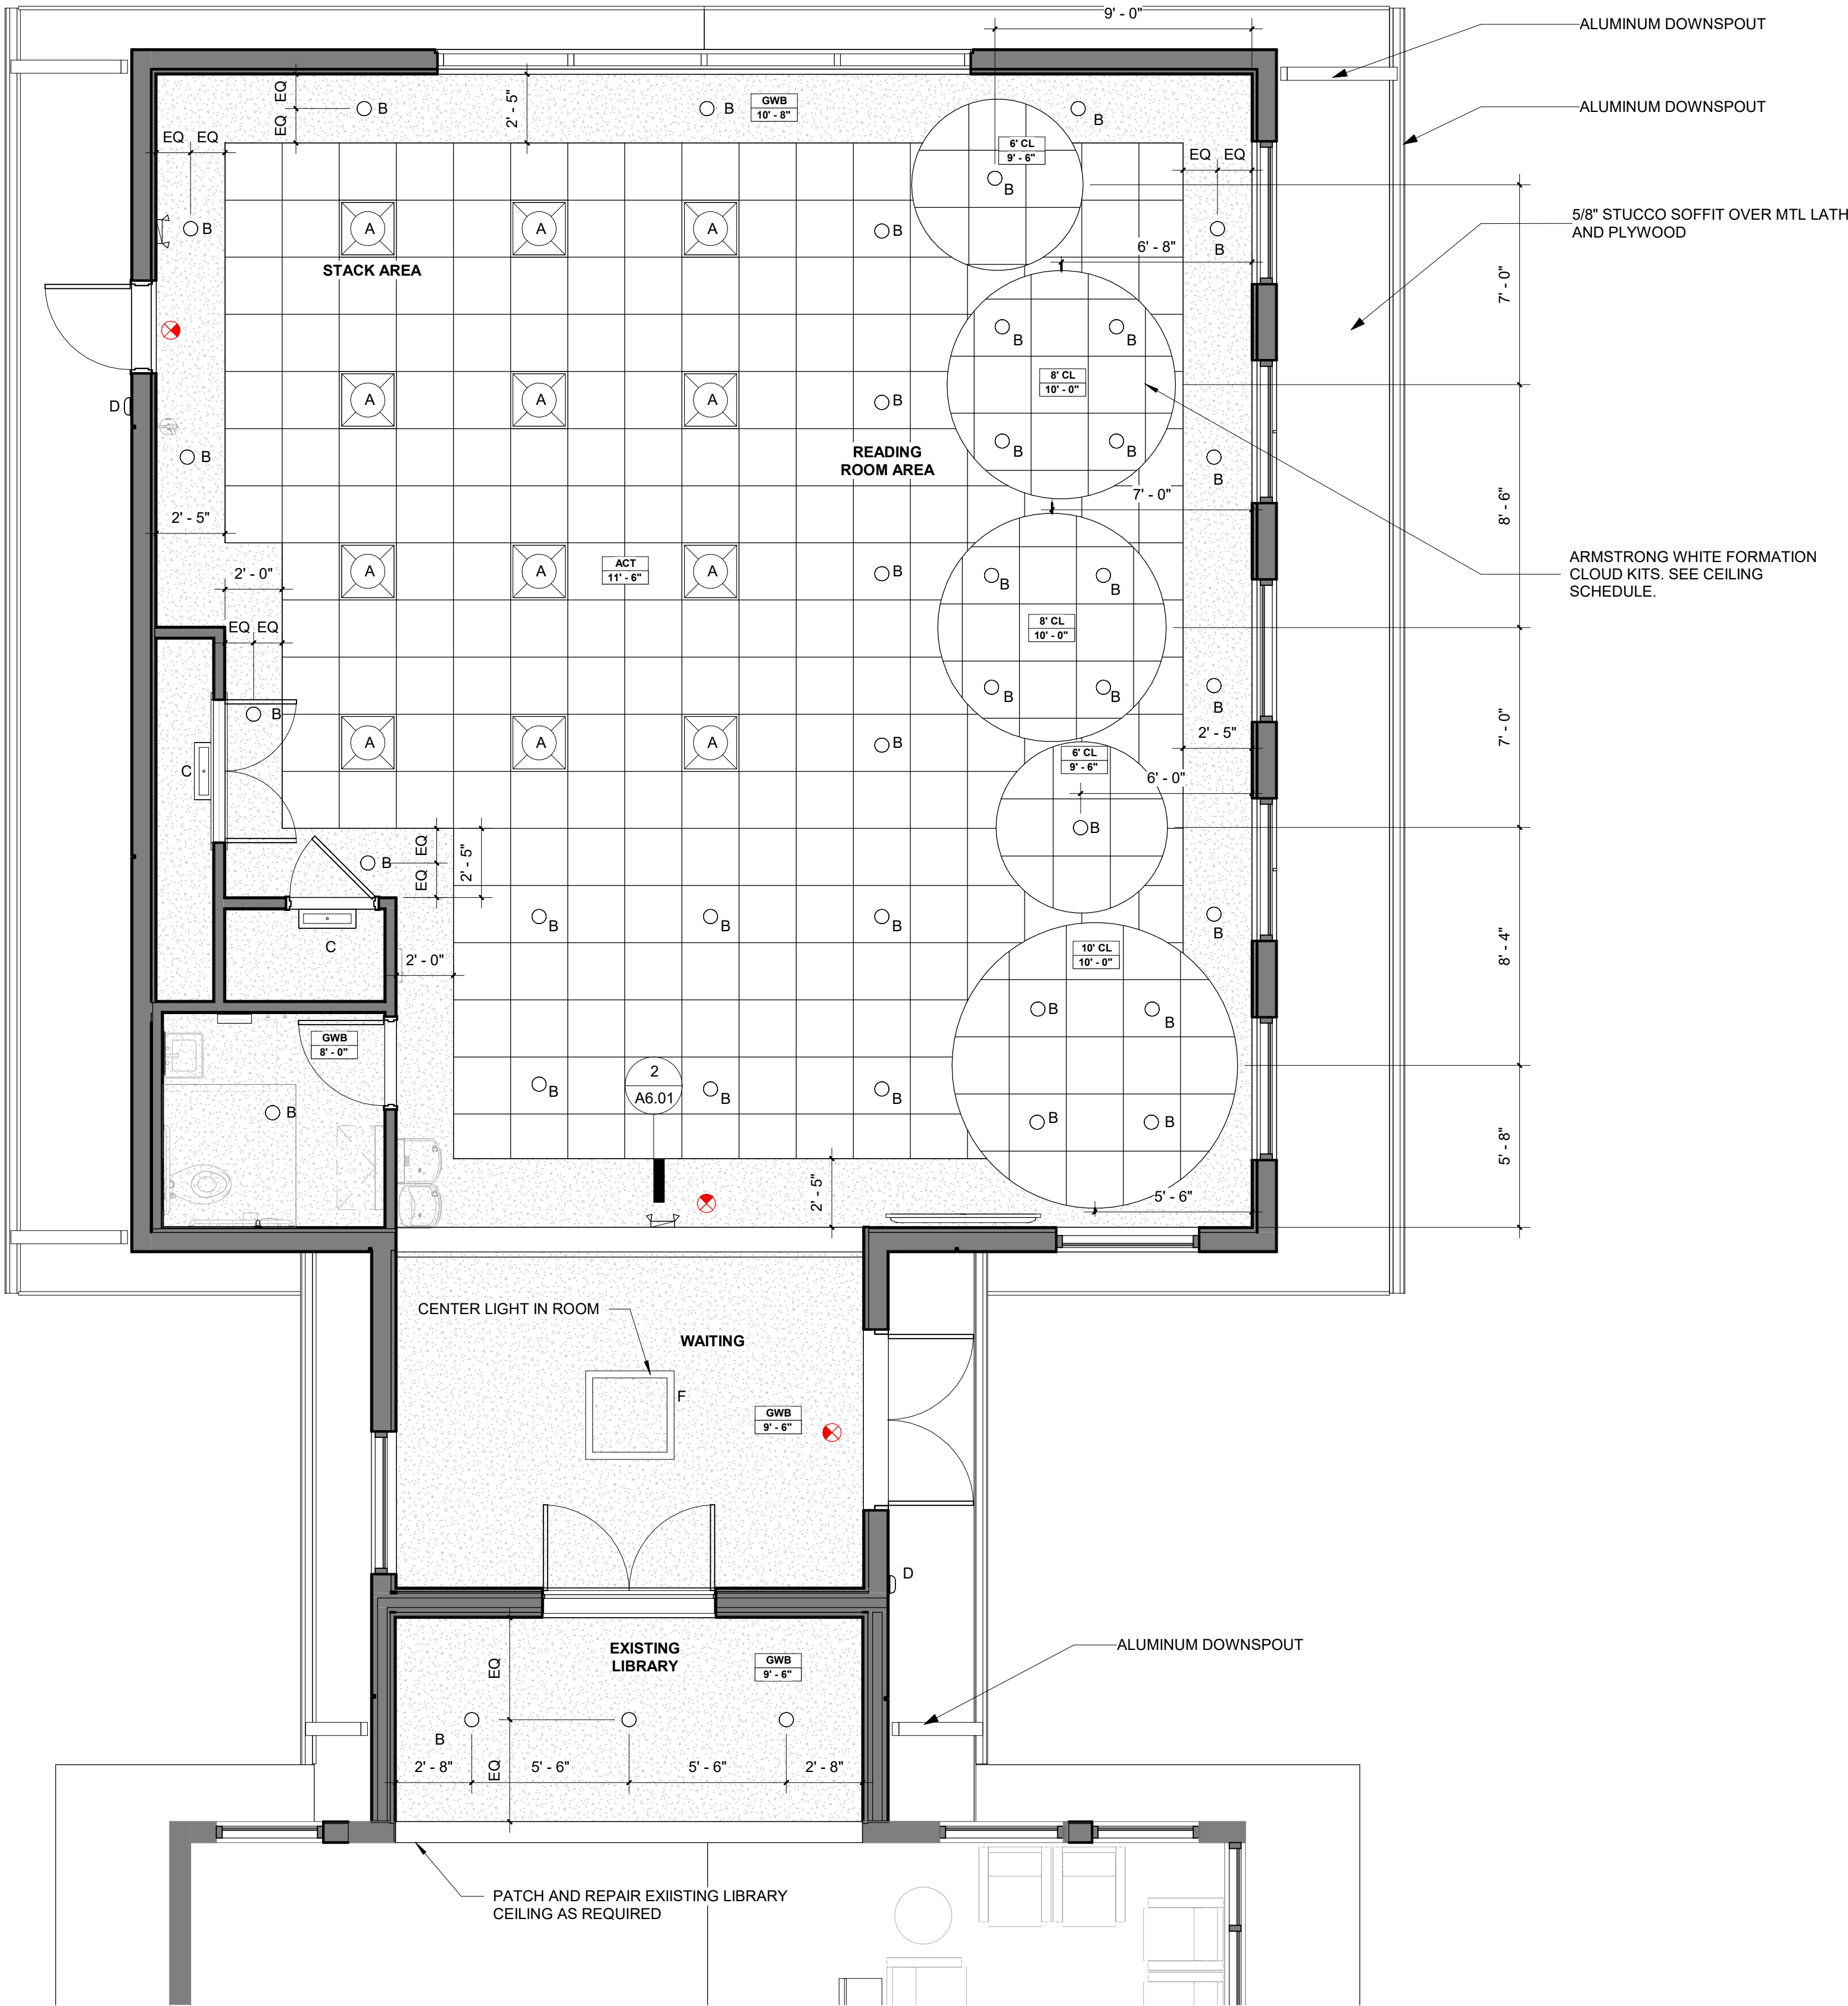 9' - 0"
ALUMINUM DOWNSPOUT
EQ
EQ
B
2' - 5"
B
GWB
10' - 8"
B
ALUMINUM DOWNSPOUT
EQ EQ
6' CL
9' - 6"
EQ EQ
B
B
A
A
A
B
B
5/8" STUCCO SOFFIT OVER MTL LATH
AND PLYWOOD
6' - 8"
STACK AREA
7' - 0"
B
B
8' CL
10' - 0"
D
A
A
A
B
B
B
READING
ROOM AREA
B
B
7' - 0"
8' - 6"
2' - 5"
ARMSTRONG WHITE FORMATION
CLOUD KITS. SEE CEILING
SCHEDULE.
2' - 0"
A
A
ACT
11' - 6"
A
B
B
B
EQ EQ
8' CL
10' - 0"
B
B
B
B
7' - 0"
2' - 5"
C
A
A
A
B
6' CL
9' - 6"
6' - 0"
B
B
EQ
EQ
2' - 5"
B
B
B
B
C
2' - 0"
10' CL
10' - 0"
8' - 4"
B
B
GWB
8' - 0"
2
A6.01
B
B
B
B
B
B
5' - 8"
2' - 5"
5' - 6"
CENTER LIGHT IN ROOM
WAITING
F
GWB
9' - 6"
D
EXISTING
LIBRARY
GWB
9' - 6"
ALUMINUM DOWNSPOUT
EQ
EQ
B
2' - 8"
5' - 6"
5' - 6"
2' - 8"
PATCH AND REPAIR EXIISTING LIBRARY
CEILING AS REQUIRED